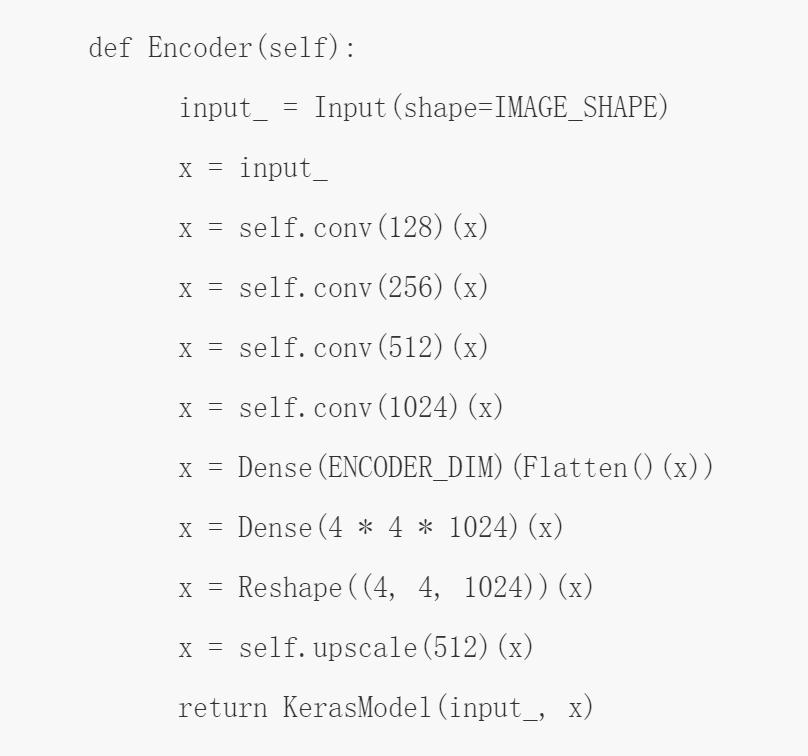 def Encoder(self):
input_ = Input(shape=IMAGE_SHAPE)
x = input_
x = self.conv(128)(x)
x = self.conv(256)(x)
x = self.conv(512)(x)
x = self.conv(1024)(x)
x = Dense(ENCODER_DIM)(Flatten()(x))
x = Dense(4 * 4 * 1024)(x)
x = Reshape((4, 4, 1024))(x)
x = self.upscale(512)(x)
return KerasModel(input_, x)